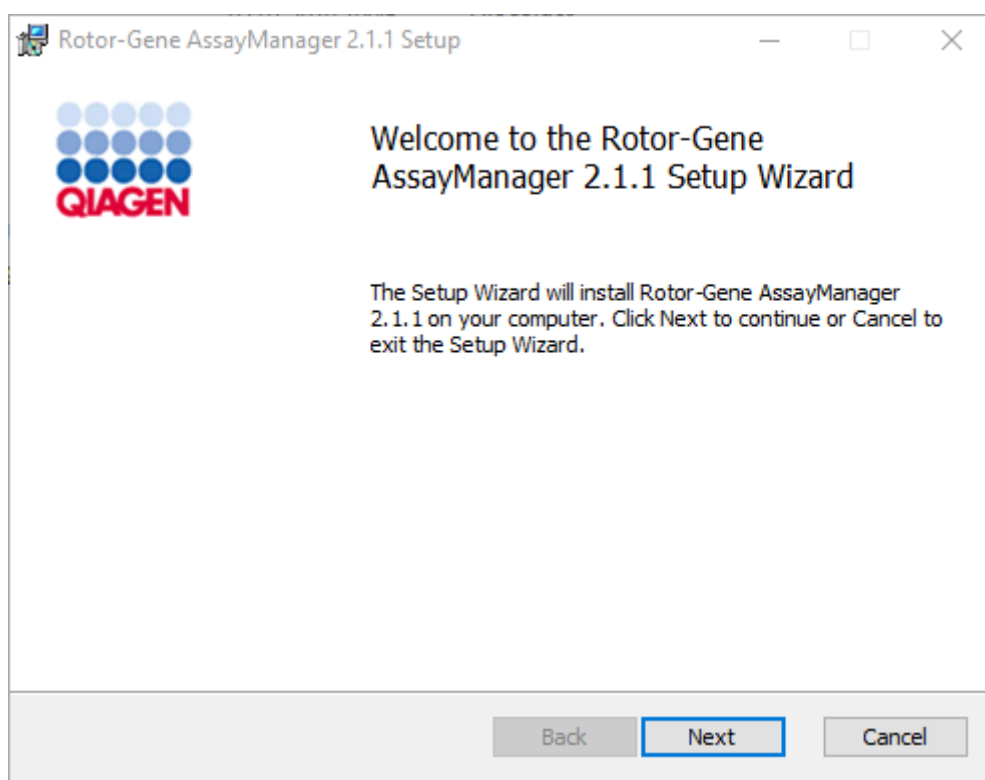 Rotor-Gene AssayManager 2.1.1 Setup
QIAGEN
Welcome to the Rotor-Gene
AssayManager 2.1.1 Setup Wizard
The Setup Wizard will install Rotor-Gene AssayManager
2.1.1 on your computer. Click Next to continue or Cancel to
exit the Setup Wizard.
Back
Next
Cancel